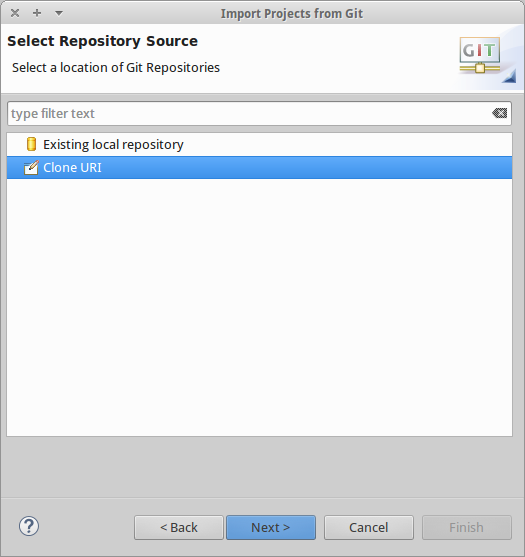 Import Projects from Git
Select Repository Source
Select a location of Git Repositories
GIT
type filter text
Existing local repository
Clone URI
?
< Back
Next >
Cancel
Finish